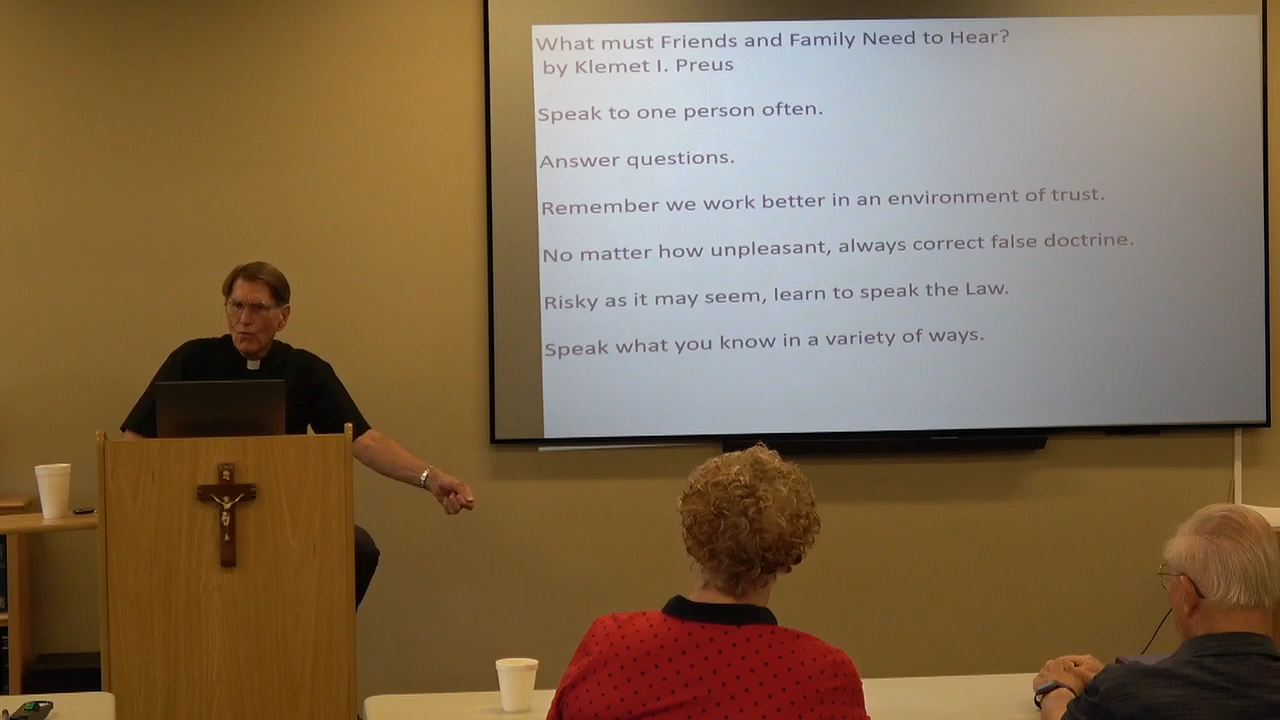 What must Friends and Family Need to Hear?
by Klemet I. Preus
Speak to one person often.
Answer questions.
Remember we work better in an environment of trust.
No matter how unpleasant, always correct false doctrine.
Risky as it may seem, learn to speak the Law.
Speak what you know in a variety of ways.